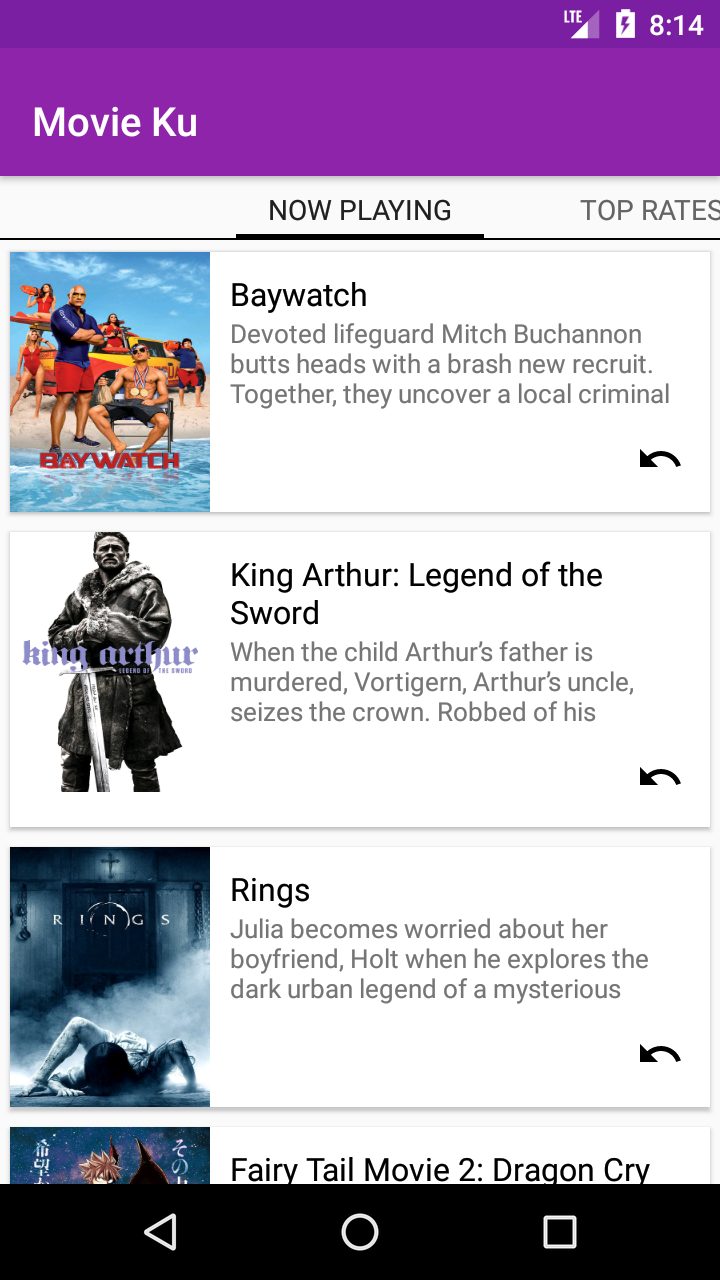 LTE
8:14
Movie Ku
NOW PLAYING
TOP RATES
BAYWATCH
Baywatch
Devoted lifeguard Mitch Buchannon
butts heads with a brash new recruit.
Together, they uncover a local criminal
king arthur
LEGEND OF THE SWORD
King Arthur: Legend of the
Sword
When the child Arthur’s father is
murdered, Vortigern, Arthur’s uncle,
seizes the crown. Robbed of his
RINGS
Rings
Julia becomes worried about her
boyfriend, Holt when he explores the
dark urban legend of a mysterious
希望
その
Fairy Tail Movie 2: Dragon Cry